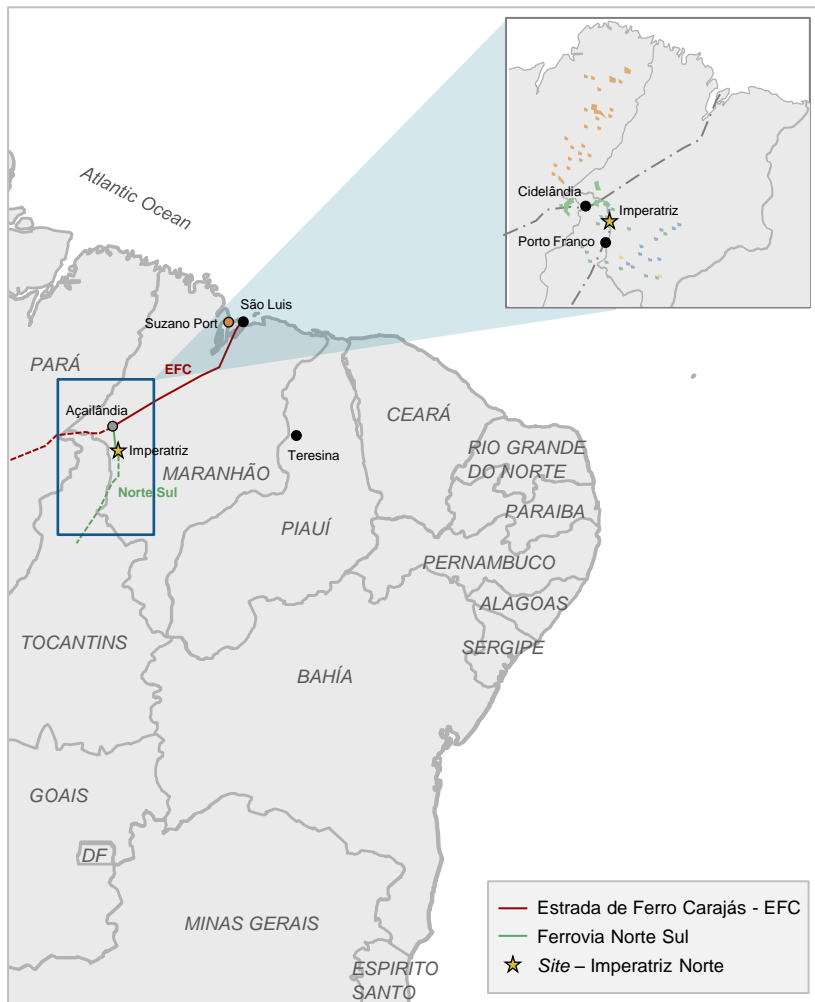 Atlantic Ocean
Cidelândia
Imperatriz
Porto Franco
São Luis
Suzano Port
PARÁ
EFC
Açailândia
CEARÁ
Imperatriz
MARANHÃO
Teresina
RIO GRANDE
DO NORTE
Norte Sul
PARAIBA
PIAUÍ
PERNAMBUCO
ALAGOAS
TOCANTINS
SERGIPE
BAHÍA
GOAIS
DF
MINAS GERAIS
ESPIRITO
SANTO
Estrada de Ferro Carajás - EFC
Ferrovia Norte Sul
Site – Imperatriz Norte